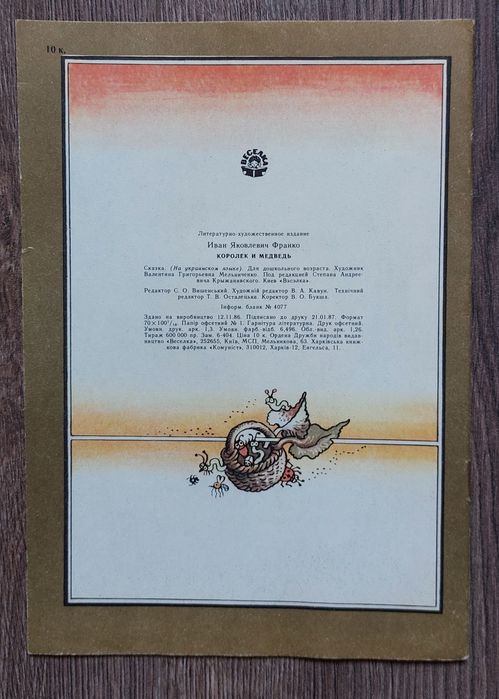 10 к.
ВЕСЕЛКА
Литературно-художественное издание
Иван Яковлевич Франко
КОРОЛЕК И МЕДВЕДЬ
Сказка. (На украинском языке). Для дошкольного возраста. Художник
Валентина Григорьевна Мельниченко. Под редакцией Степана Андрее-
вича Крыжанивского. Киев «Вэсэлка»
Редактор С. О. Вишенський. Художній редактор В. А. Кавун. Технічний
редактор Т. В. Осталецька. Коректор В. О. Букша.
Інформ. бланк № 4077
Здано на виробництво 12.11.86. Підписано до друку 21.01.87. Формат
70×100¹/₁₆. Папір офсетний № 1. Гарнітура літературна. Друк офсетний.
Умовн. друк. арк. 1,3. Умовн. фарб.-відб. 6,496. Обл.-вид. арк. 1,26.
Тираж 600 000 пр. Зам. 6-404. Ціна 10 к. Ордена Дружби народів видав-
ництво «Веселка», 252655, Київ, МСП, Мельникова, 63. Харківська книж-
кова фабрика «Комуніст», 310012, Харків-12, Енгельса, 11.